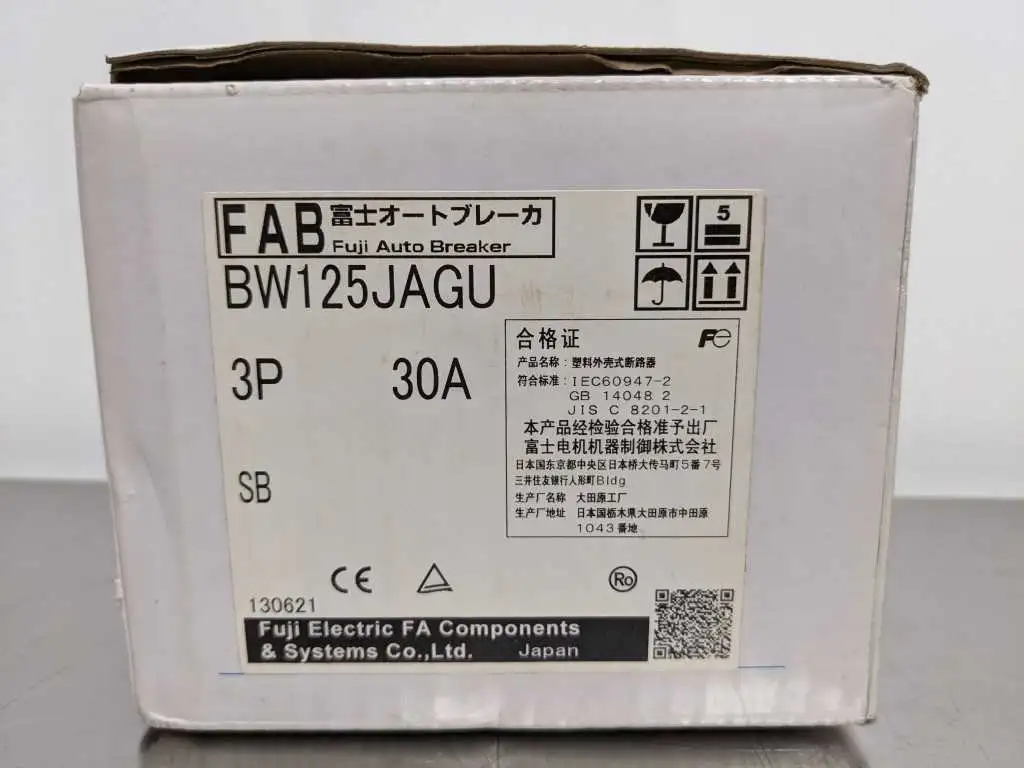 FAB 富士オートブレーカ
Fuji Auto Breaker
5
BW125JAGU
3P 30A
SB
合格证 Fe
产品名称：塑料外壳式断路器
符合标准：IEC60947-2
GB 14048.2
JIS C 8201-2-1
本产品经检验合格准予出厂
富士电机机器制御株式会社
日本国东京都中央区日本桥大传马町5番7号
三井住友银行人形町Bldg
生产厂名称 大田原工厂
生产厂地址 日本国栃木県大田原市中田原
1043番地
CE
Ro
130621
Fuji Electric FA Components
& Systems Co.,Ltd. Japan